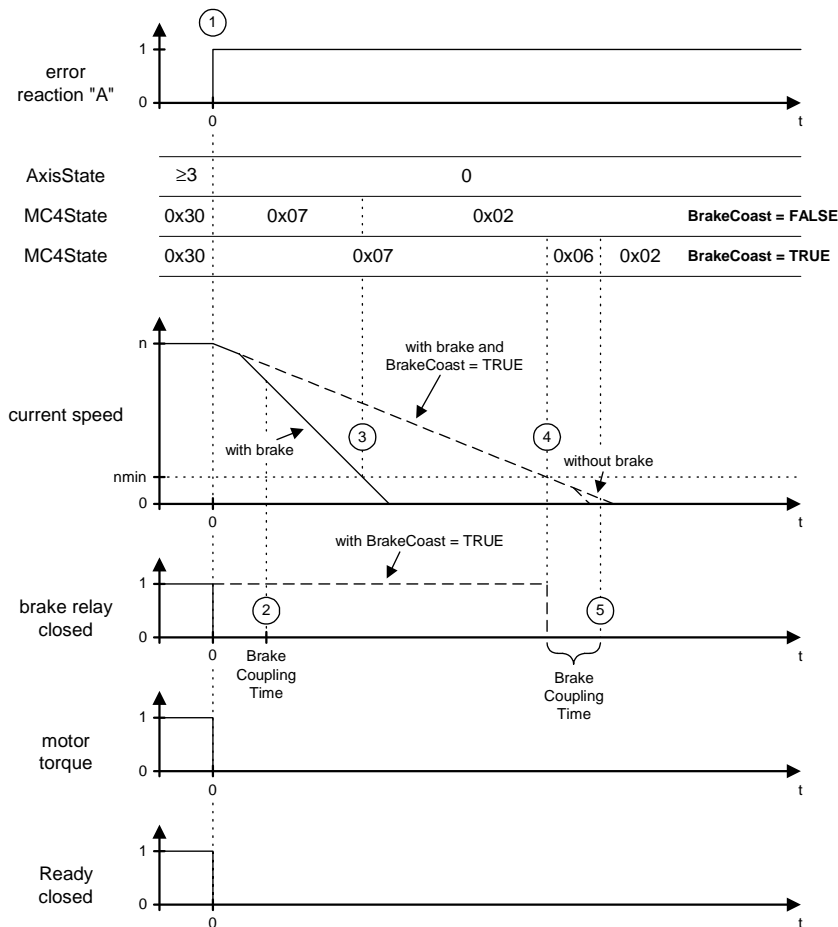 1
1
error
reaction "A"
0
0
t
AxisState
≥3
0
MC4State
0x30
0x07
0x02
BrakeCoast = FALSE
MC4State
0x30
0x07
0x06
0x02
BrakeCoast = TRUE
n
with brake and
BrakeCoast = TRUE
current speed
with brake
3
4
without brake
nmin
0
0
t
with BrakeCoast = TRUE
1
brake relay
closed
2
5
0
0
Brake
Coupling
Time
Brake
Coupling
Time
t
1
motor
torque
0
0
t
1
Ready
closed
0
0
t